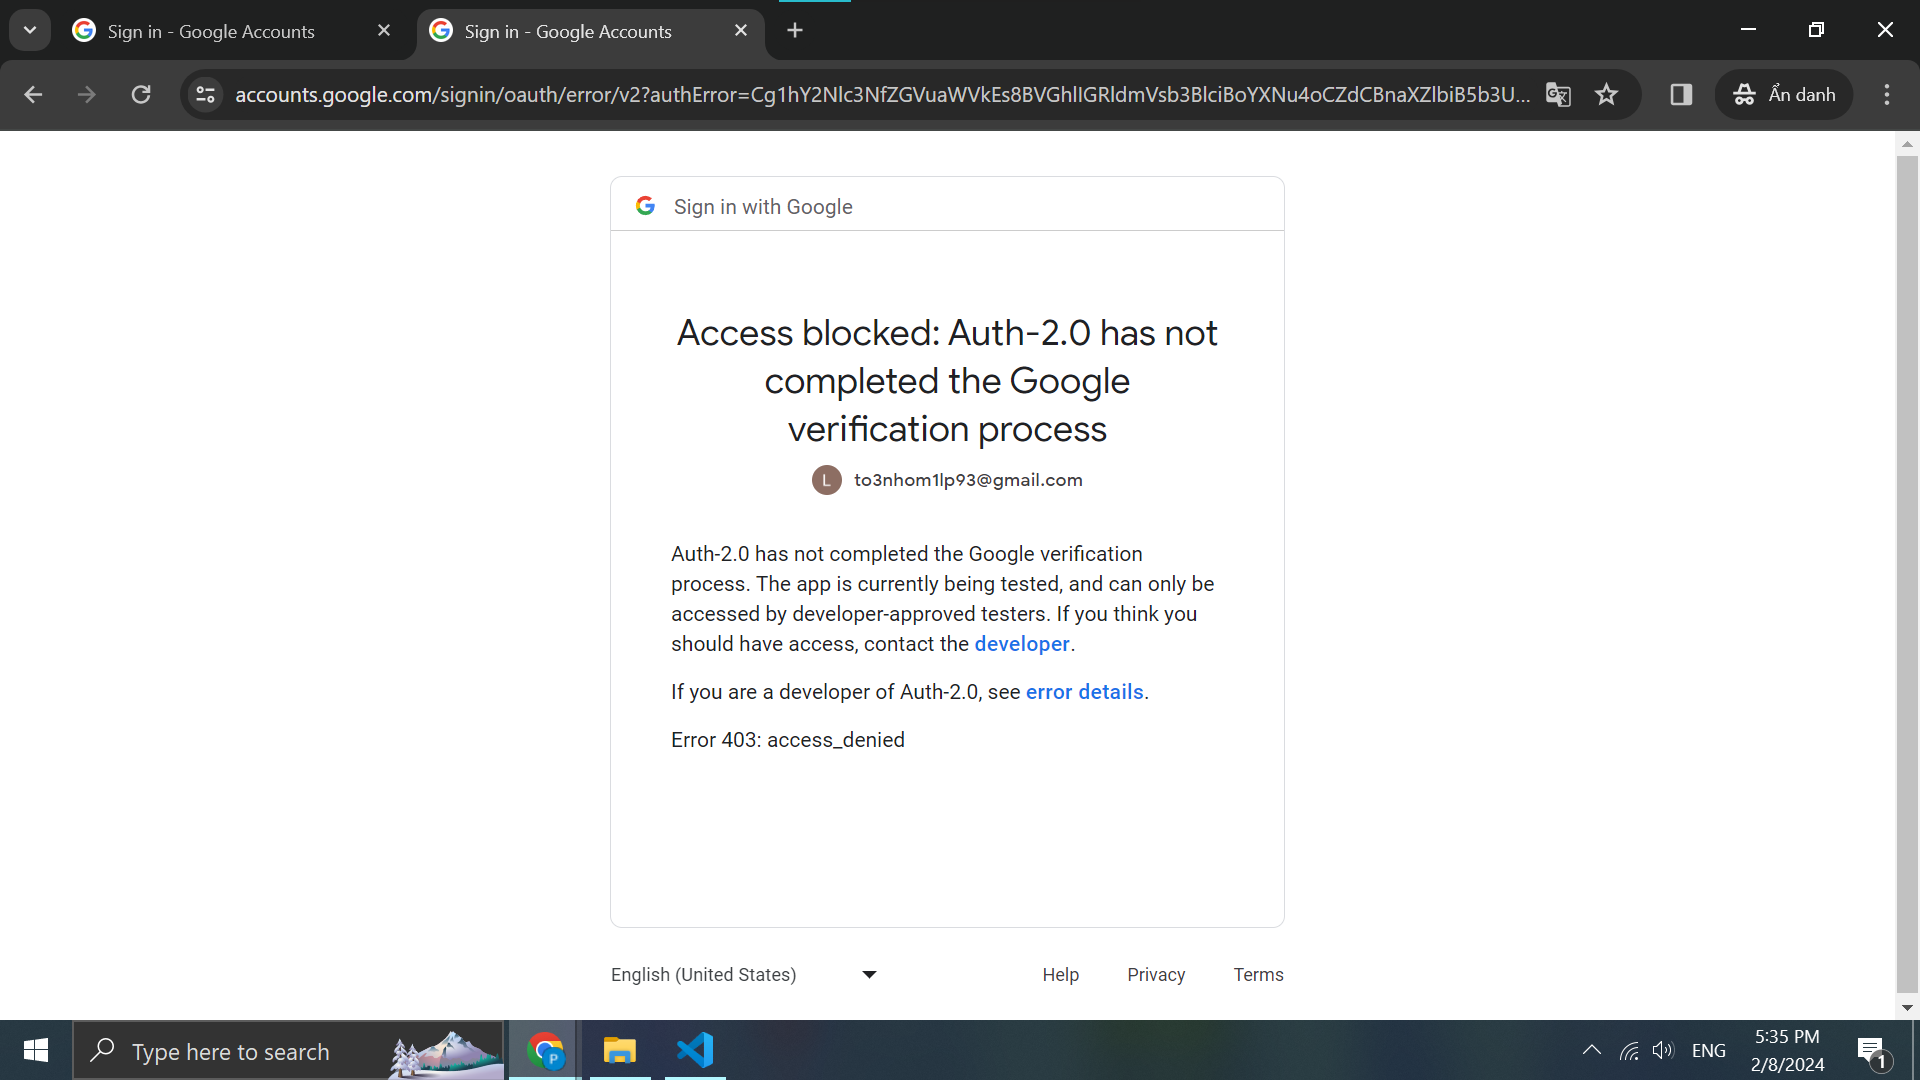 Sign in - Google Accounts
Sign in - Google Accounts
accounts.google.com/signin/oauth/error/v2?authError=Cg1hY2Nlc3NfZGVuaWVkEs8BVGhlIGRldmVsb3BlciBoYXNu4oCZdCBnaXZlbiB5b3U...
Ẩn danh
Sign in with Google
Access blocked: Auth-2.0 has not
completed the Google
verification process
L to3nhom1lp93@gmail.com
Auth-2.0 has not completed the Google verification
process. The app is currently being tested, and can only be
accessed by developer-approved testers. If you think you
should have access, contact the developer.
If you are a developer of Auth-2.0, see error details.
Error 403: access_denied
English (United States)
Help Privacy Terms
Type here to search
P
ENG
5:35 PM
2/8/2024
1